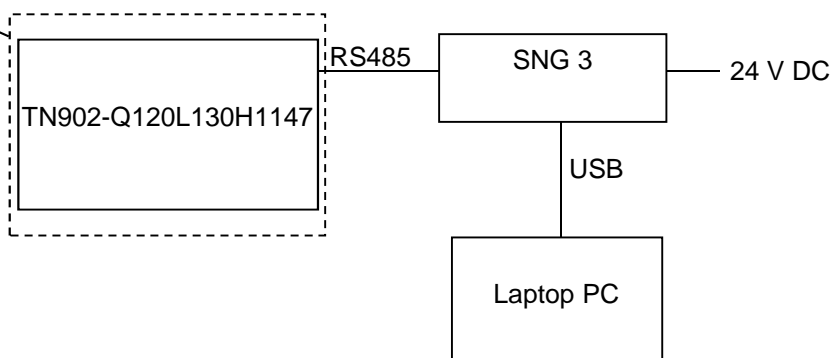 RS485
SNG 3
24 V DC
TN902-Q120L130H1147
USB
Laptop PC